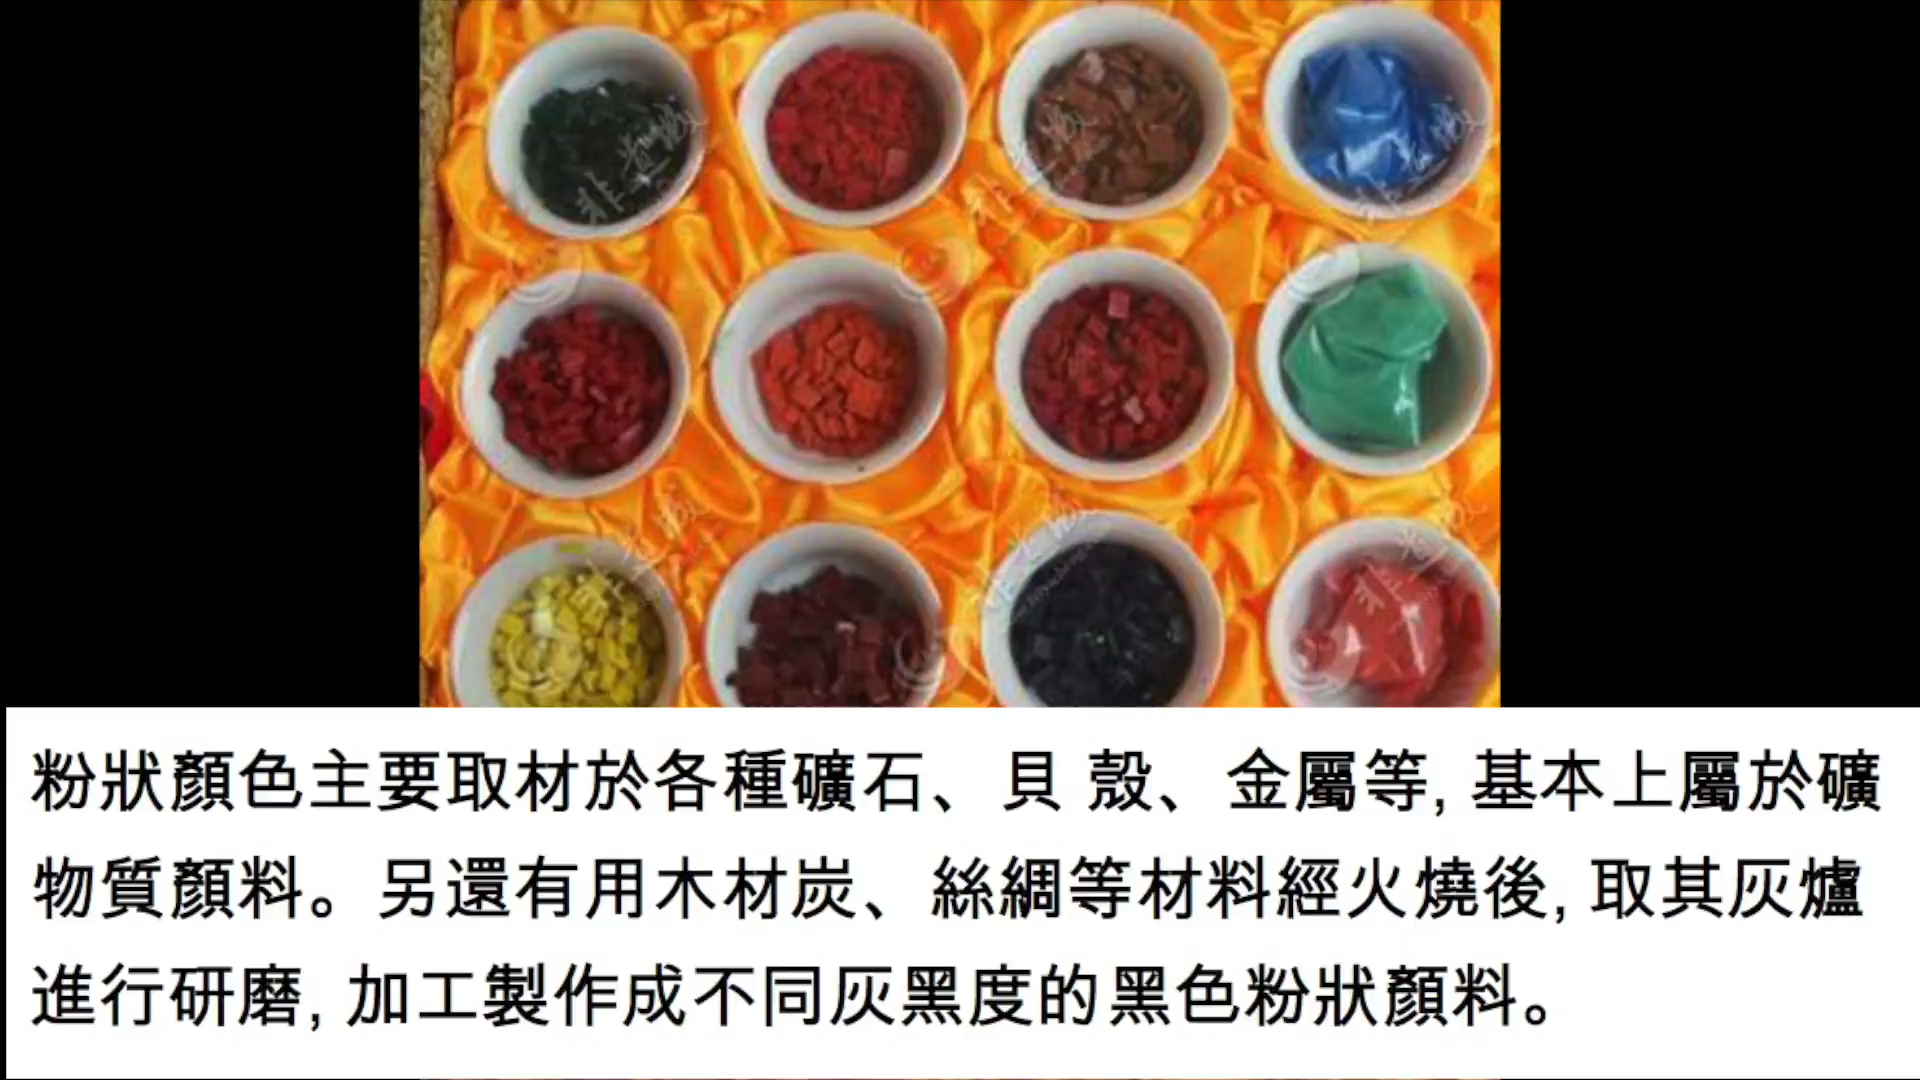 粉狀顏色主要取材於各種礦石、貝 殼、金屬等, 基本上屬於礦
物質顏料。另還有用木材炭、絲綢等材料經火燒後, 取其灰爐
進行研磨, 加工製作成不同灰黑度的黑色粉狀顏料。